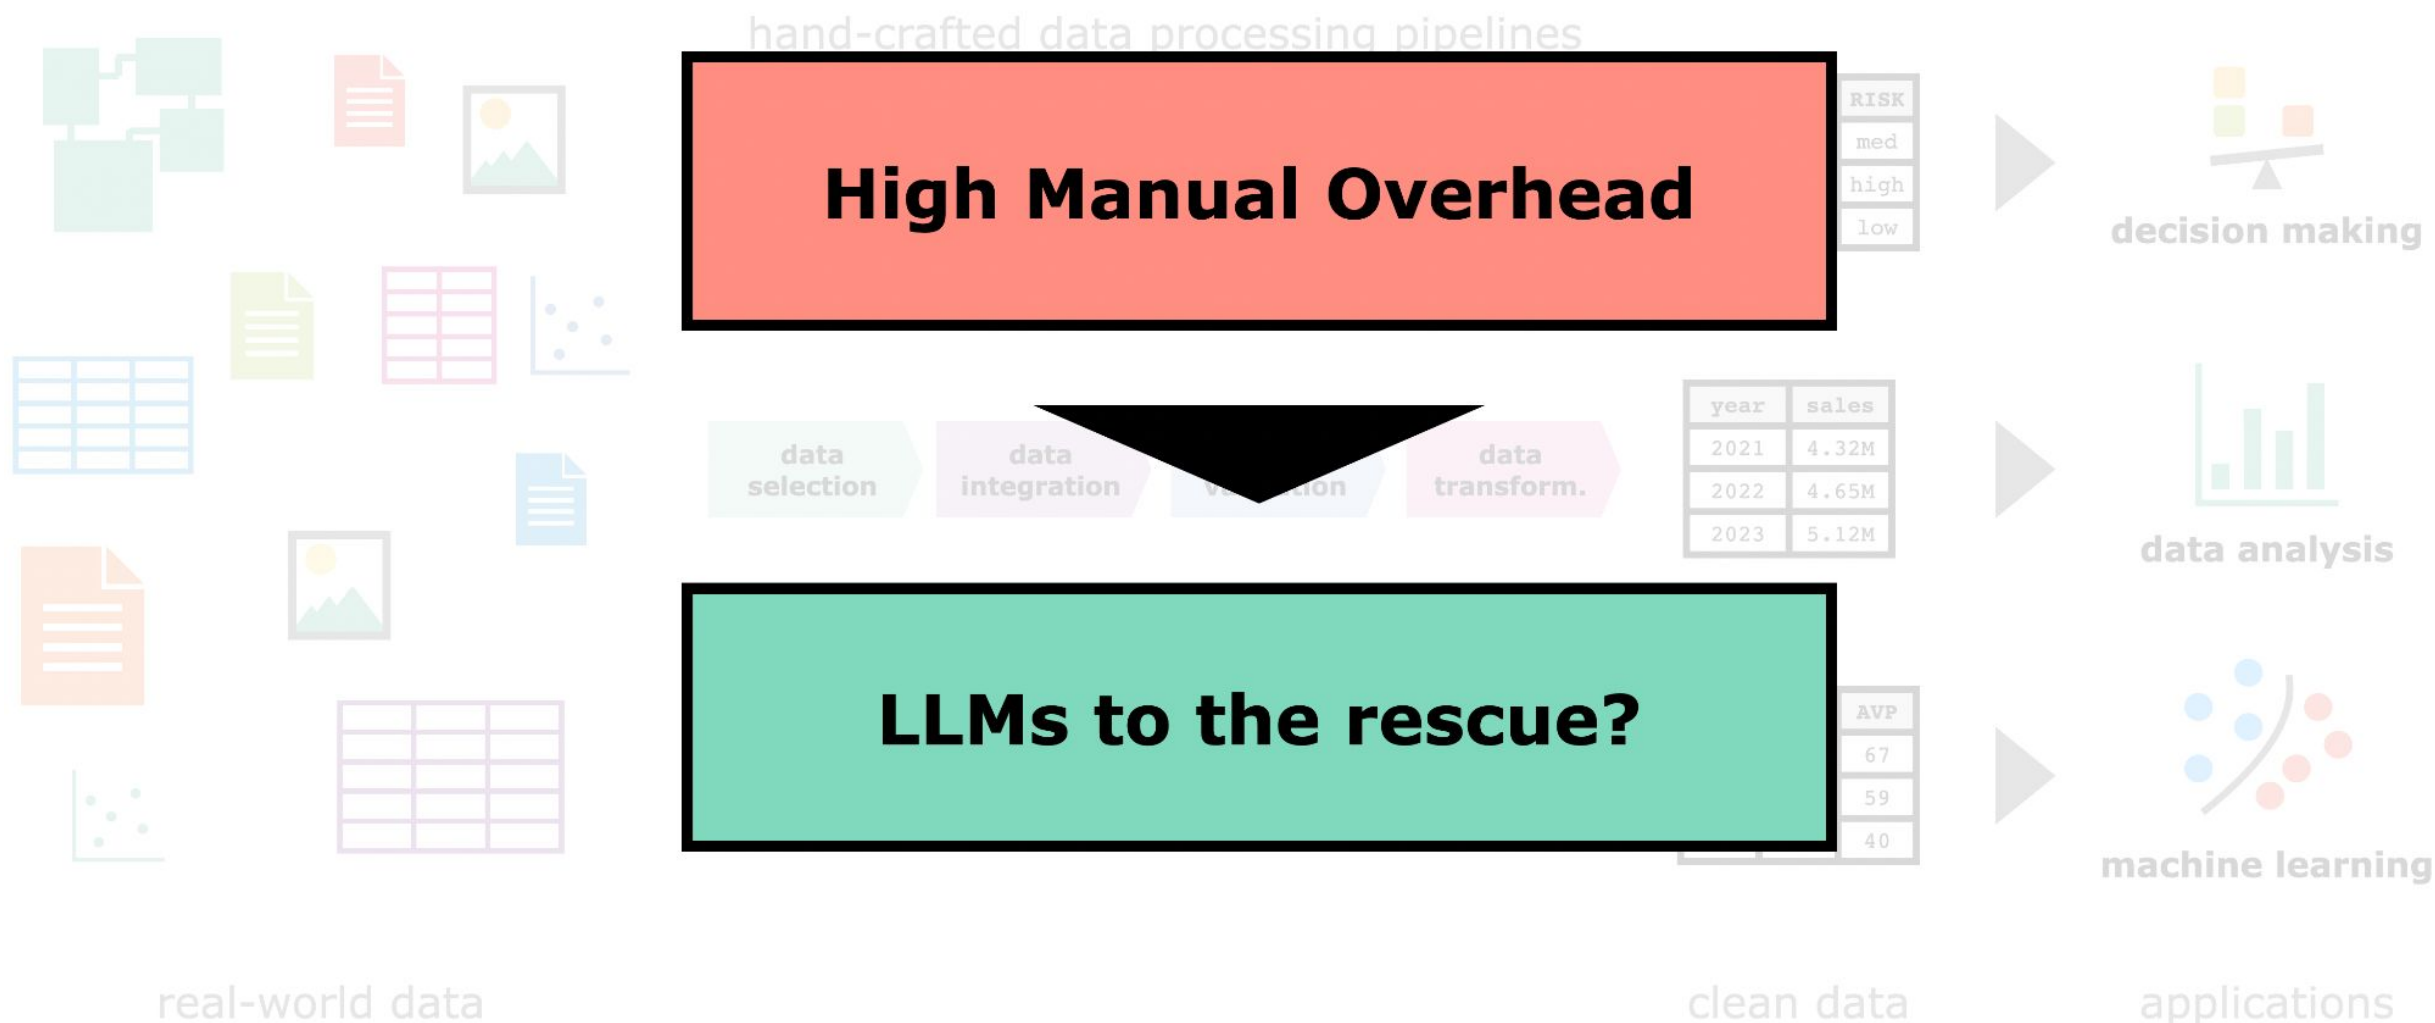 hand-crafted data processing pipelines
High Manual Overhead
RISK
med
high
low
decision making
data
selection
data
integration
data
transform.
year sales
2021 4.32M
2022 4.65M
2023 5.12M
data analysis
LLMs to the rescue?
AVP
67
59
40
machine learning
real-world data
clean data
applications